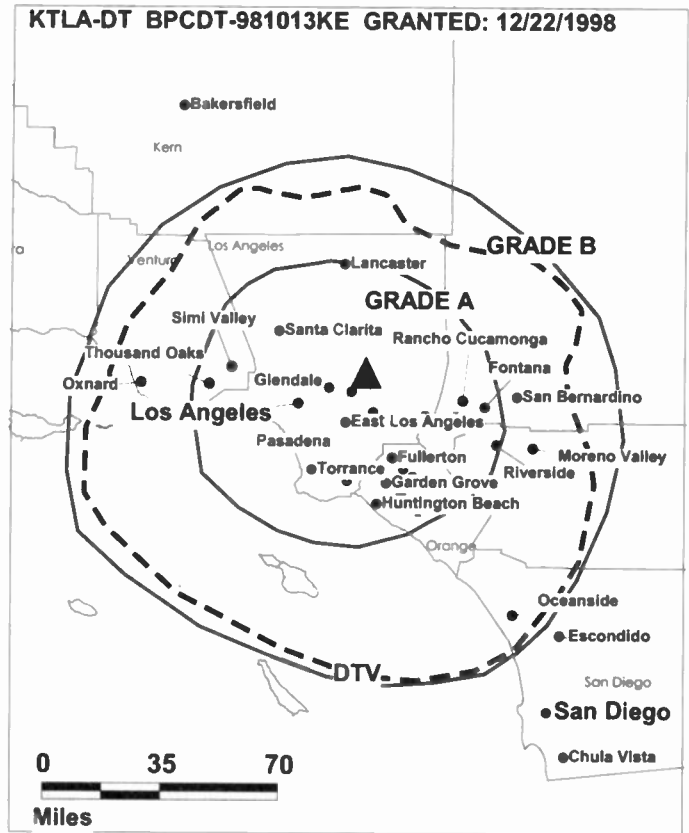 KTLA-DT BPCDT-981013KE GRANTED: 12/22/1998
Bakersfield
Kern
GRADE B
Los Angeles
ra
Ventura
Lancaster
GRADE A
Simi Valley
Santa Clarita
Rancho Cucamonga
Thousand Oaks
Fontana
Oxnard
Glendale
San Bernardino
Los Angeles
East Los Angeles
Pasadena
Fullerton
Moreno Valley
Torrance
Riverside
Garden Grove
Huntington Beach
Orange
Oceanside
Escondido
DTV
San Diego
San Diego
Chula Vista
0 35 70
Miles